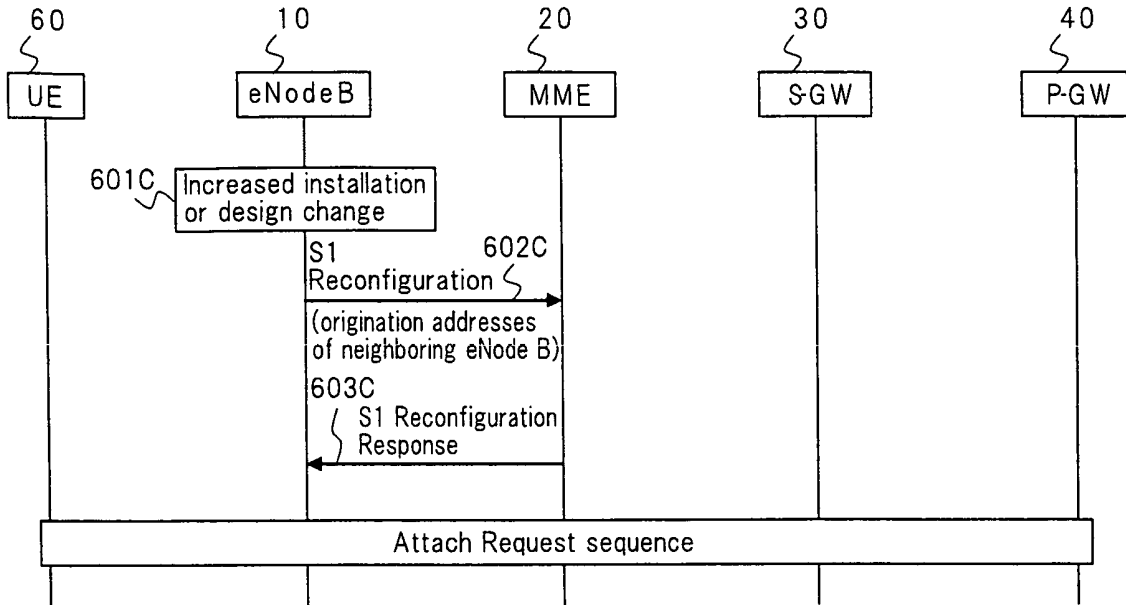 60
10
20
30
40
UE
eNodeB
MME
S-GW
P-GW
601C
Increased installation
or design change
S1
Reconfiguration
602C
(origination addresses
of neighboring eNode B)
603C
S1 Reconfiguration
Response
Attach Request sequence